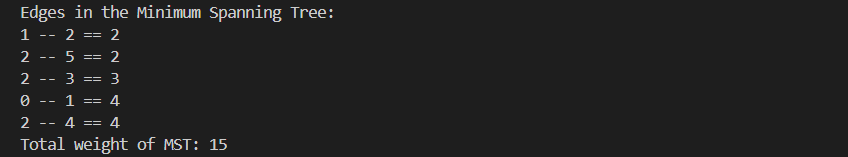 Edges in the Minimum Spanning Tree:
1 -- 2 == 2
2 -- 5 == 2
2 -- 3 == 3
0 -- 1 == 4
2 -- 4 == 4
Total weight of MST: 15